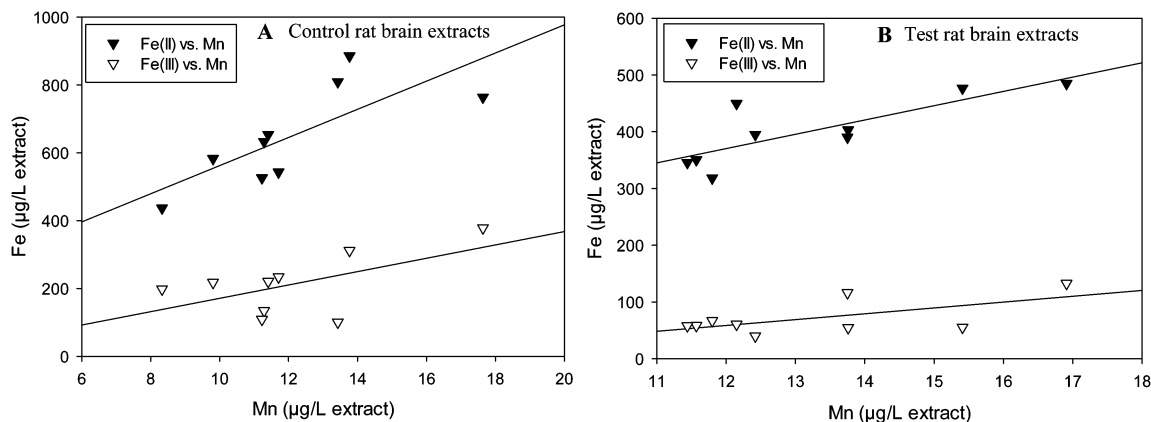 A Control rat brain extracts
Fe(II) vs. Mn
Fe(III) vs. Mn
1000
800
600
400
200
0
Fe (µg/L extract)
6 8 10 12 14 16 18 20
Mn (µg/L extract)
B Test rat brain extracts
Fe(II) vs. Mn
Fe(III) vs. Mn
600
500
400
300
200
100
0
Fe (µg/L extract)
11 12 13 14 15 16 17 18
Mn (µg/L extract)